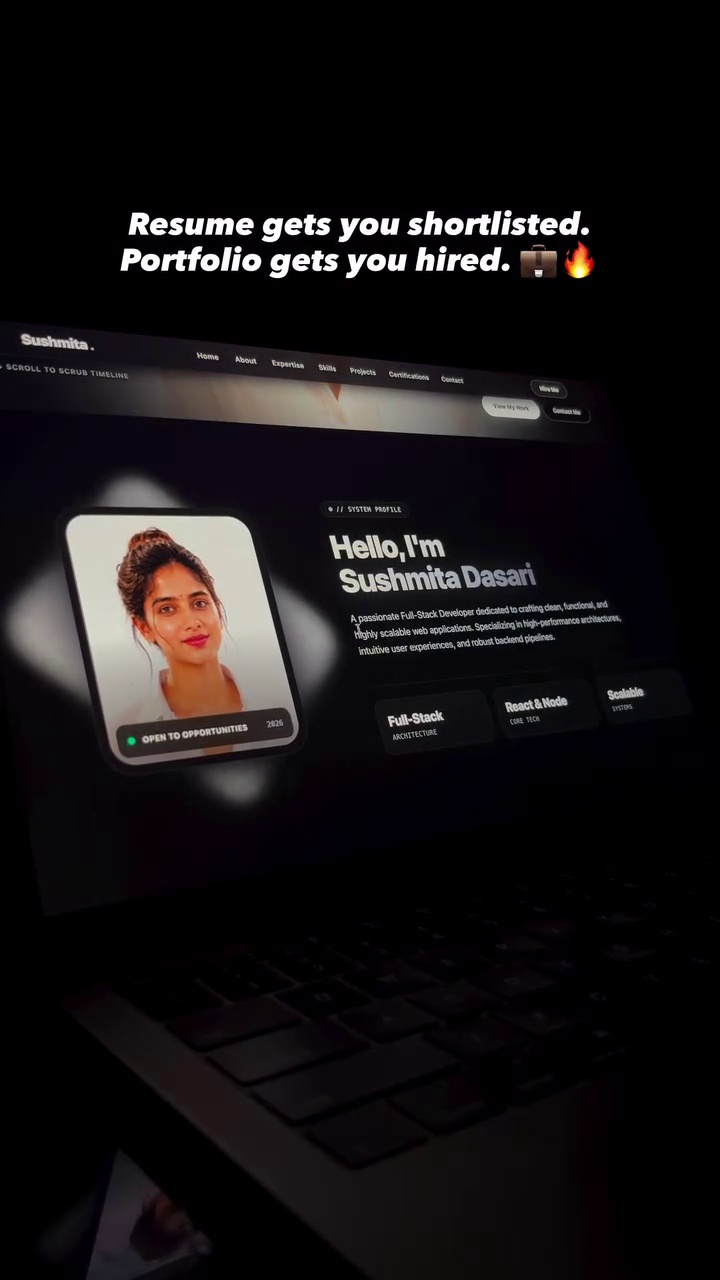 Resume gets you shortlisted.
Portfolio gets you hired. 💼🔥
Sushmita.
Home About Expertise Skills Projects Certifications Contact
Hire Me
SCROLL TO SCRUB TIMELINE
View My Work Contact Me
// SYSTEM PROFILE
Hello, I'm
Sushmita Dasari
A passionate Full-Stack Developer dedicated to crafting clean, functional, and
highly scalable web applications. Specializing in high-performance architectures,
intuitive user experiences, and robust backend pipelines.
OPEN TO OPPORTUNITIES 2026
Full-Stack
ARCHITECTURE
React & Node
CORE TECH
Scalable
SYSTEMS